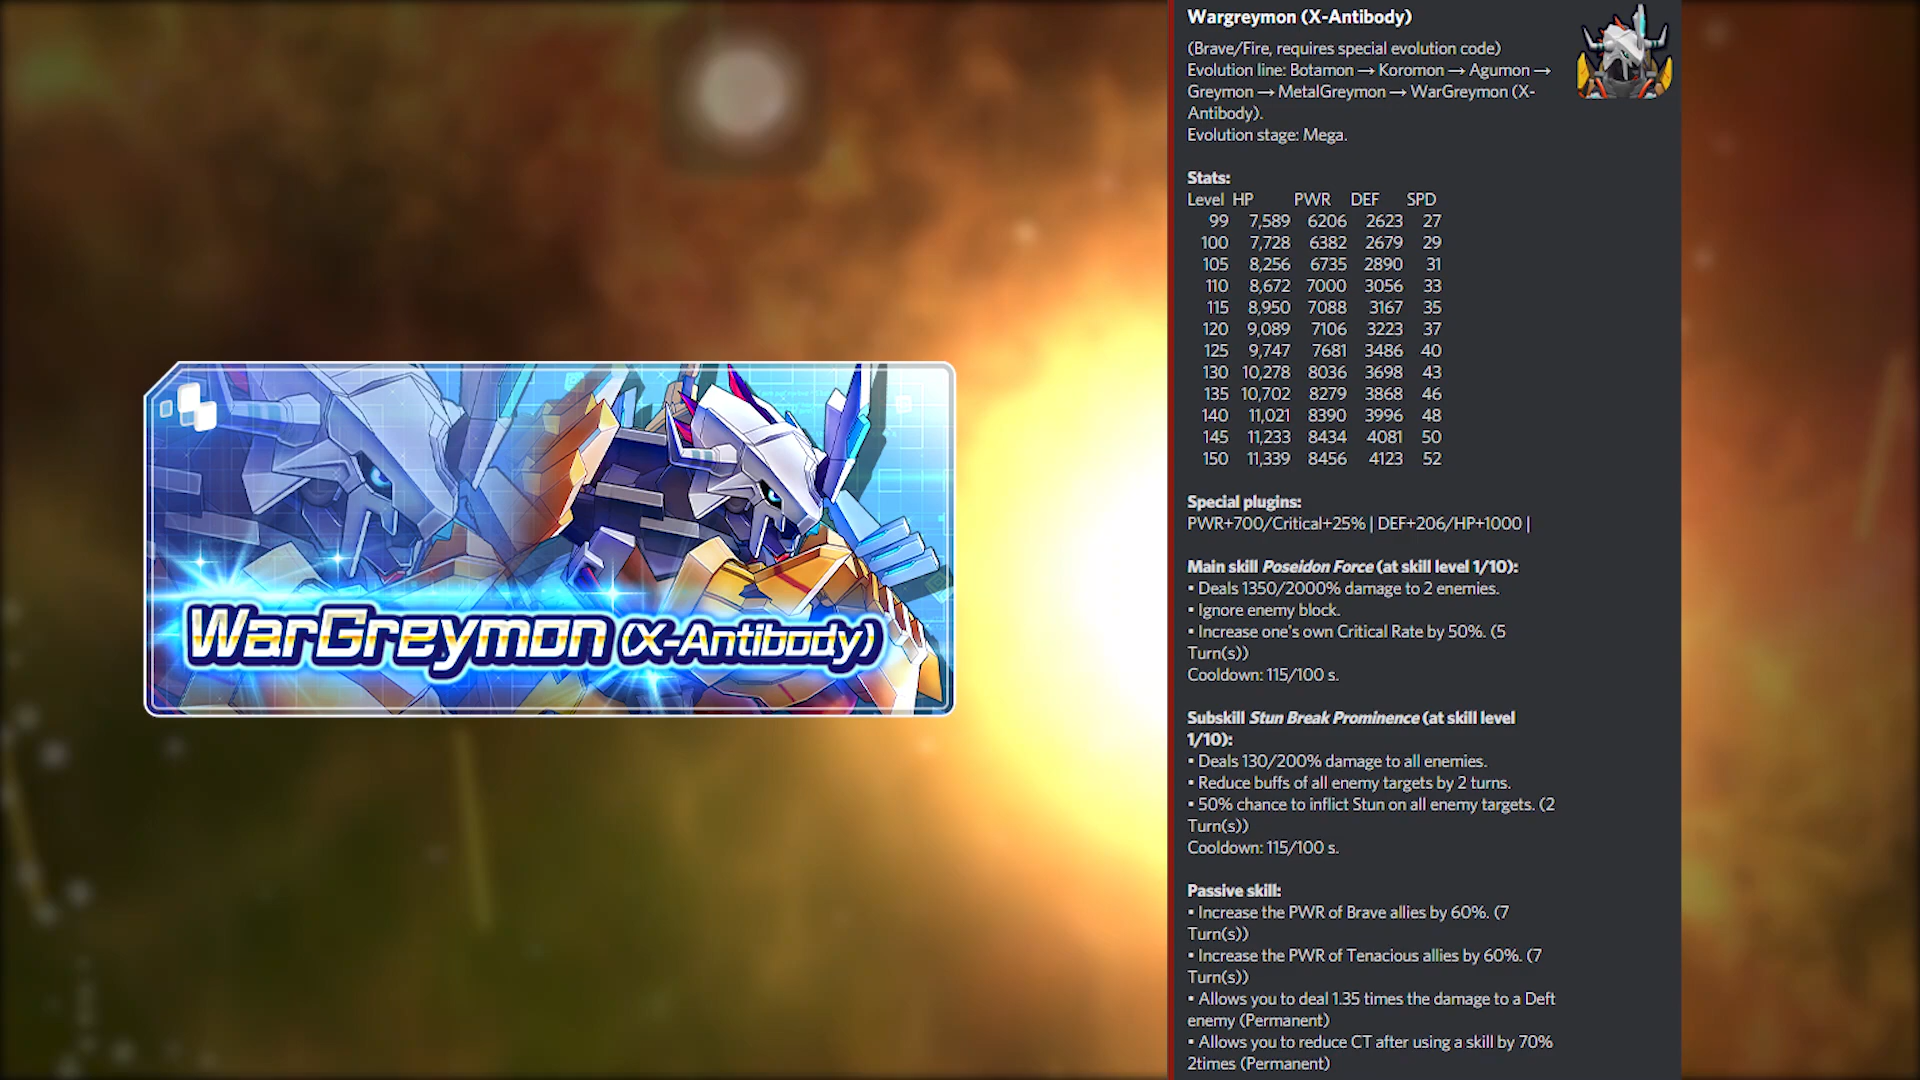 WarGreymon (X-Antibody)
Wargreymon (X-Antibody)
(Brave/Fire, requires special evolution code)
Evolution line: Botamon → Koromon → Agumon →
Greymon → MetalGreymon → WarGreymon (X-
Antibody).
Evolution stage: Mega.
Stats:
Level HP PWR DEF SPD
99 7,589 6206 2623 27
100 7,728 6382 2679 29
105 8,256 6735 2890 31
110 8,672 7000 3056 33
115 8,950 7088 3167 35
120 9,089 7106 3223 37
125 9,747 7681 3486 40
130 10,278 8036 3698 43
135 10,702 8279 3868 46
140 11,021 8390 3996 48
145 11,233 8434 4081 50
150 11,339 8456 4123 52
Special plugins:
PWR+700/Critical+25% | DEF+206/HP+1000 |
Main skill Poseidon Force (at skill level 1/10):
▪ Deals 1350/2000% damage to 2 enemies.
▪ Ignore enemy block.
▪ Increase one's own Critical Rate by 50%. (5
Turn(s))
Cooldown: 115/100 s.
Subskill Stun Break Prominence (at skill level
1/10):
▪ Deals 130/200% damage to all enemies.
▪ Reduce buffs of all enemy targets by 2 turns.
▪ 50% chance to inflict Stun on all enemy targets. (2
Turn(s))
Cooldown: 115/100 s.
Passive skill:
▪ Increase the PWR of Brave allies by 60%. (7
Turn(s))
▪ Increase the PWR of Tenacious allies by 60%. (7
Turn(s))
▪ Allows you to deal 1.35 times the damage to a Deft
enemy (Permanent)
▪ Allows you to reduce CT after using a skill by 70%
2times (Permanent)